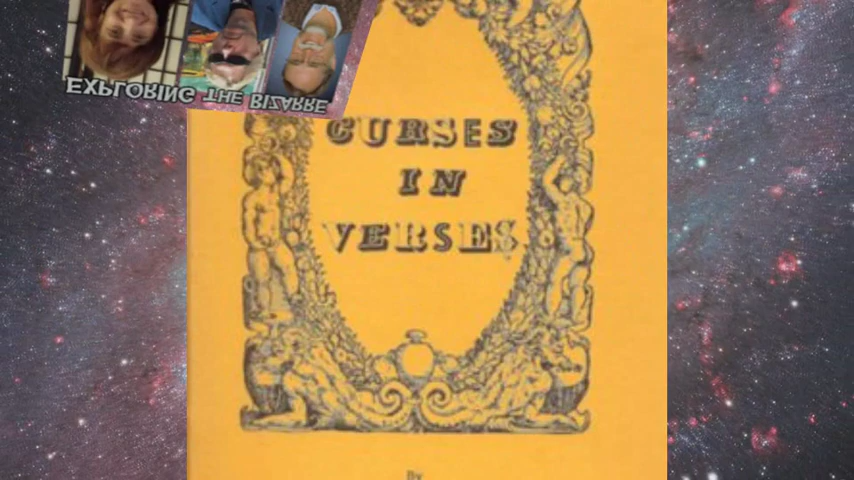 EXPLORING THE BIZARRE
CURSES
IN
VERSES
By